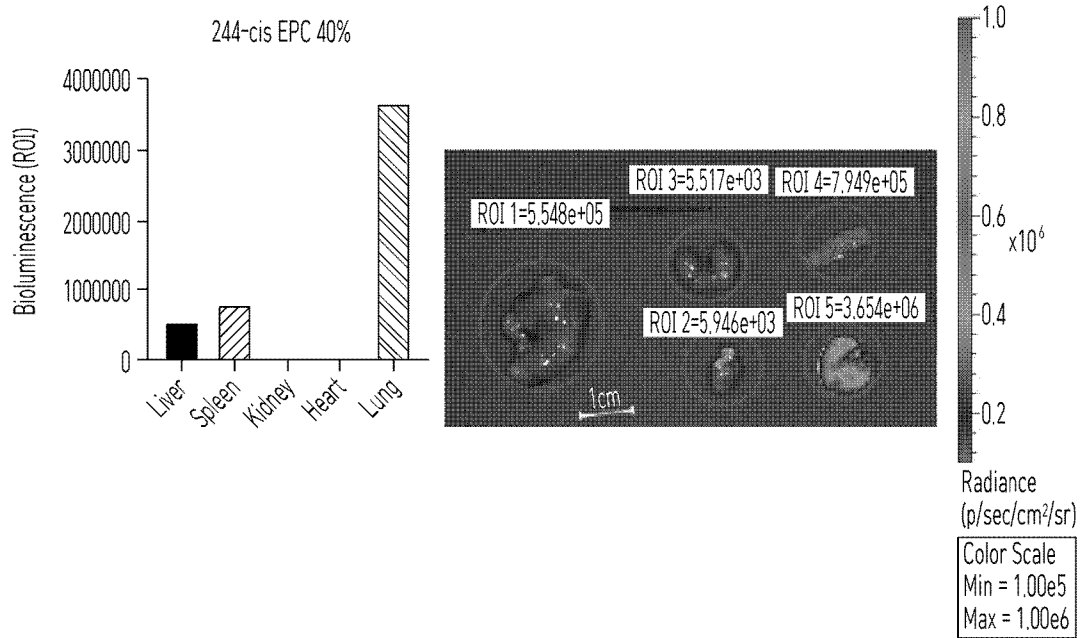 244-cis EPC 40%
Bioluminescence (ROI)
4000000
3000000
2000000
1000000
0
Liver
Spleen
Kidney
Heart
Lung
ROI 1=5.548e+05
ROI 3=5.517e+03
ROI 4=7.949e+05
ROI 2=5.946e+03
ROI 5=3.654e+06
1cm
1.0
0.8
0.6
x10⁶
0.4
0.2
Radiance
(p/sec/cm²/sr)
Color Scale
Min = 1.00e5
Max = 1.00e6